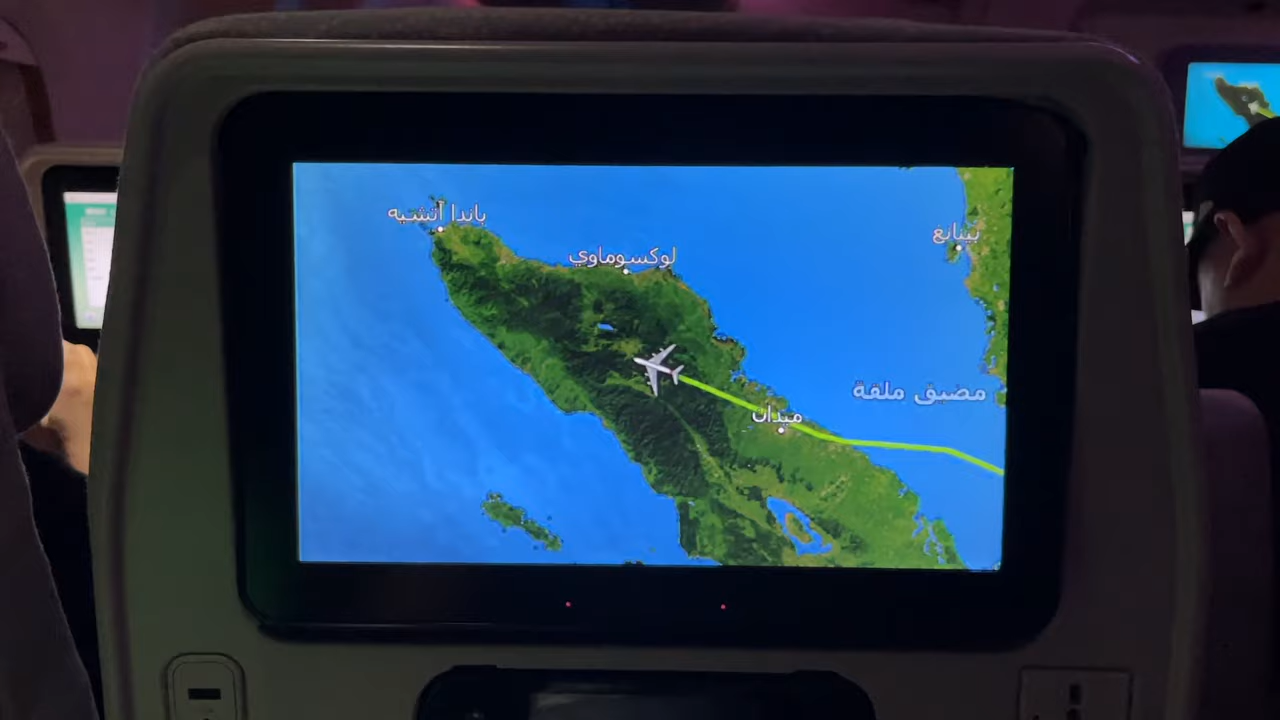 باندا آتشيه
لوكسوماوي
بينانغ
مضيق ملقة
ميدان